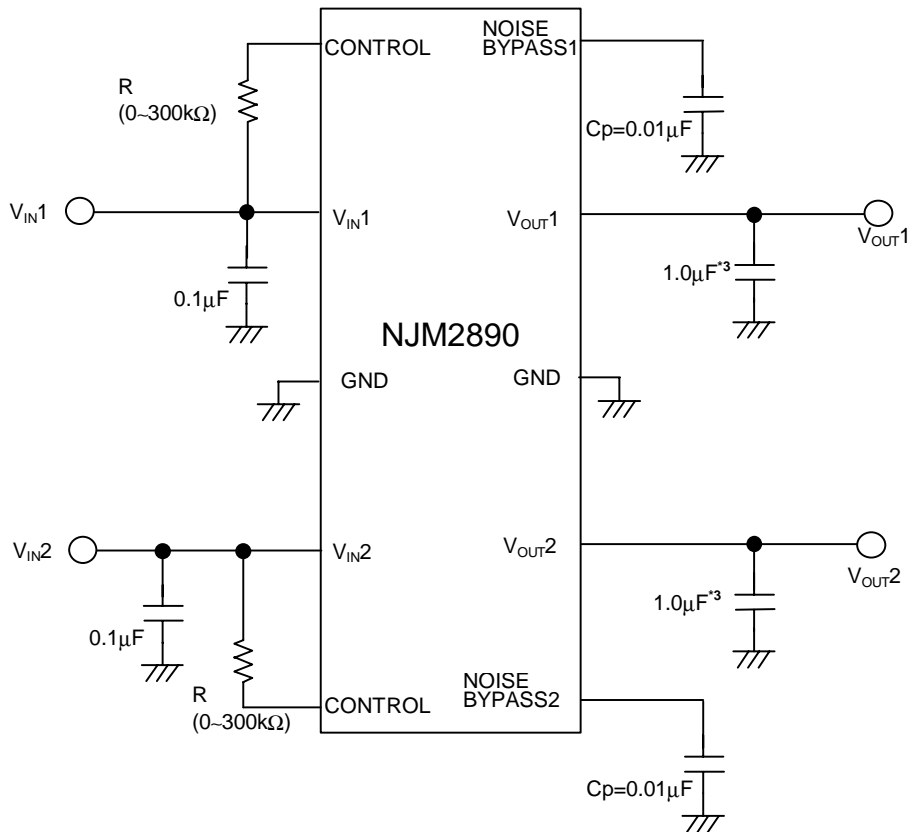 CONTROL
NOISE
BYPASS1
R
(0~300kΩ)
Cp=0.01μF
V_IN1
V_IN1
V_OUT1
V_OUT1
0.1μF
1.0μF*3
NJM2890
GND
GND
V_IN2
V_IN2
V_OUT2
V_OUT2
0.1μF
1.0μF*3
R
(0~300kΩ)
CONTROL
NOISE
BYPASS2
Cp=0.01μF